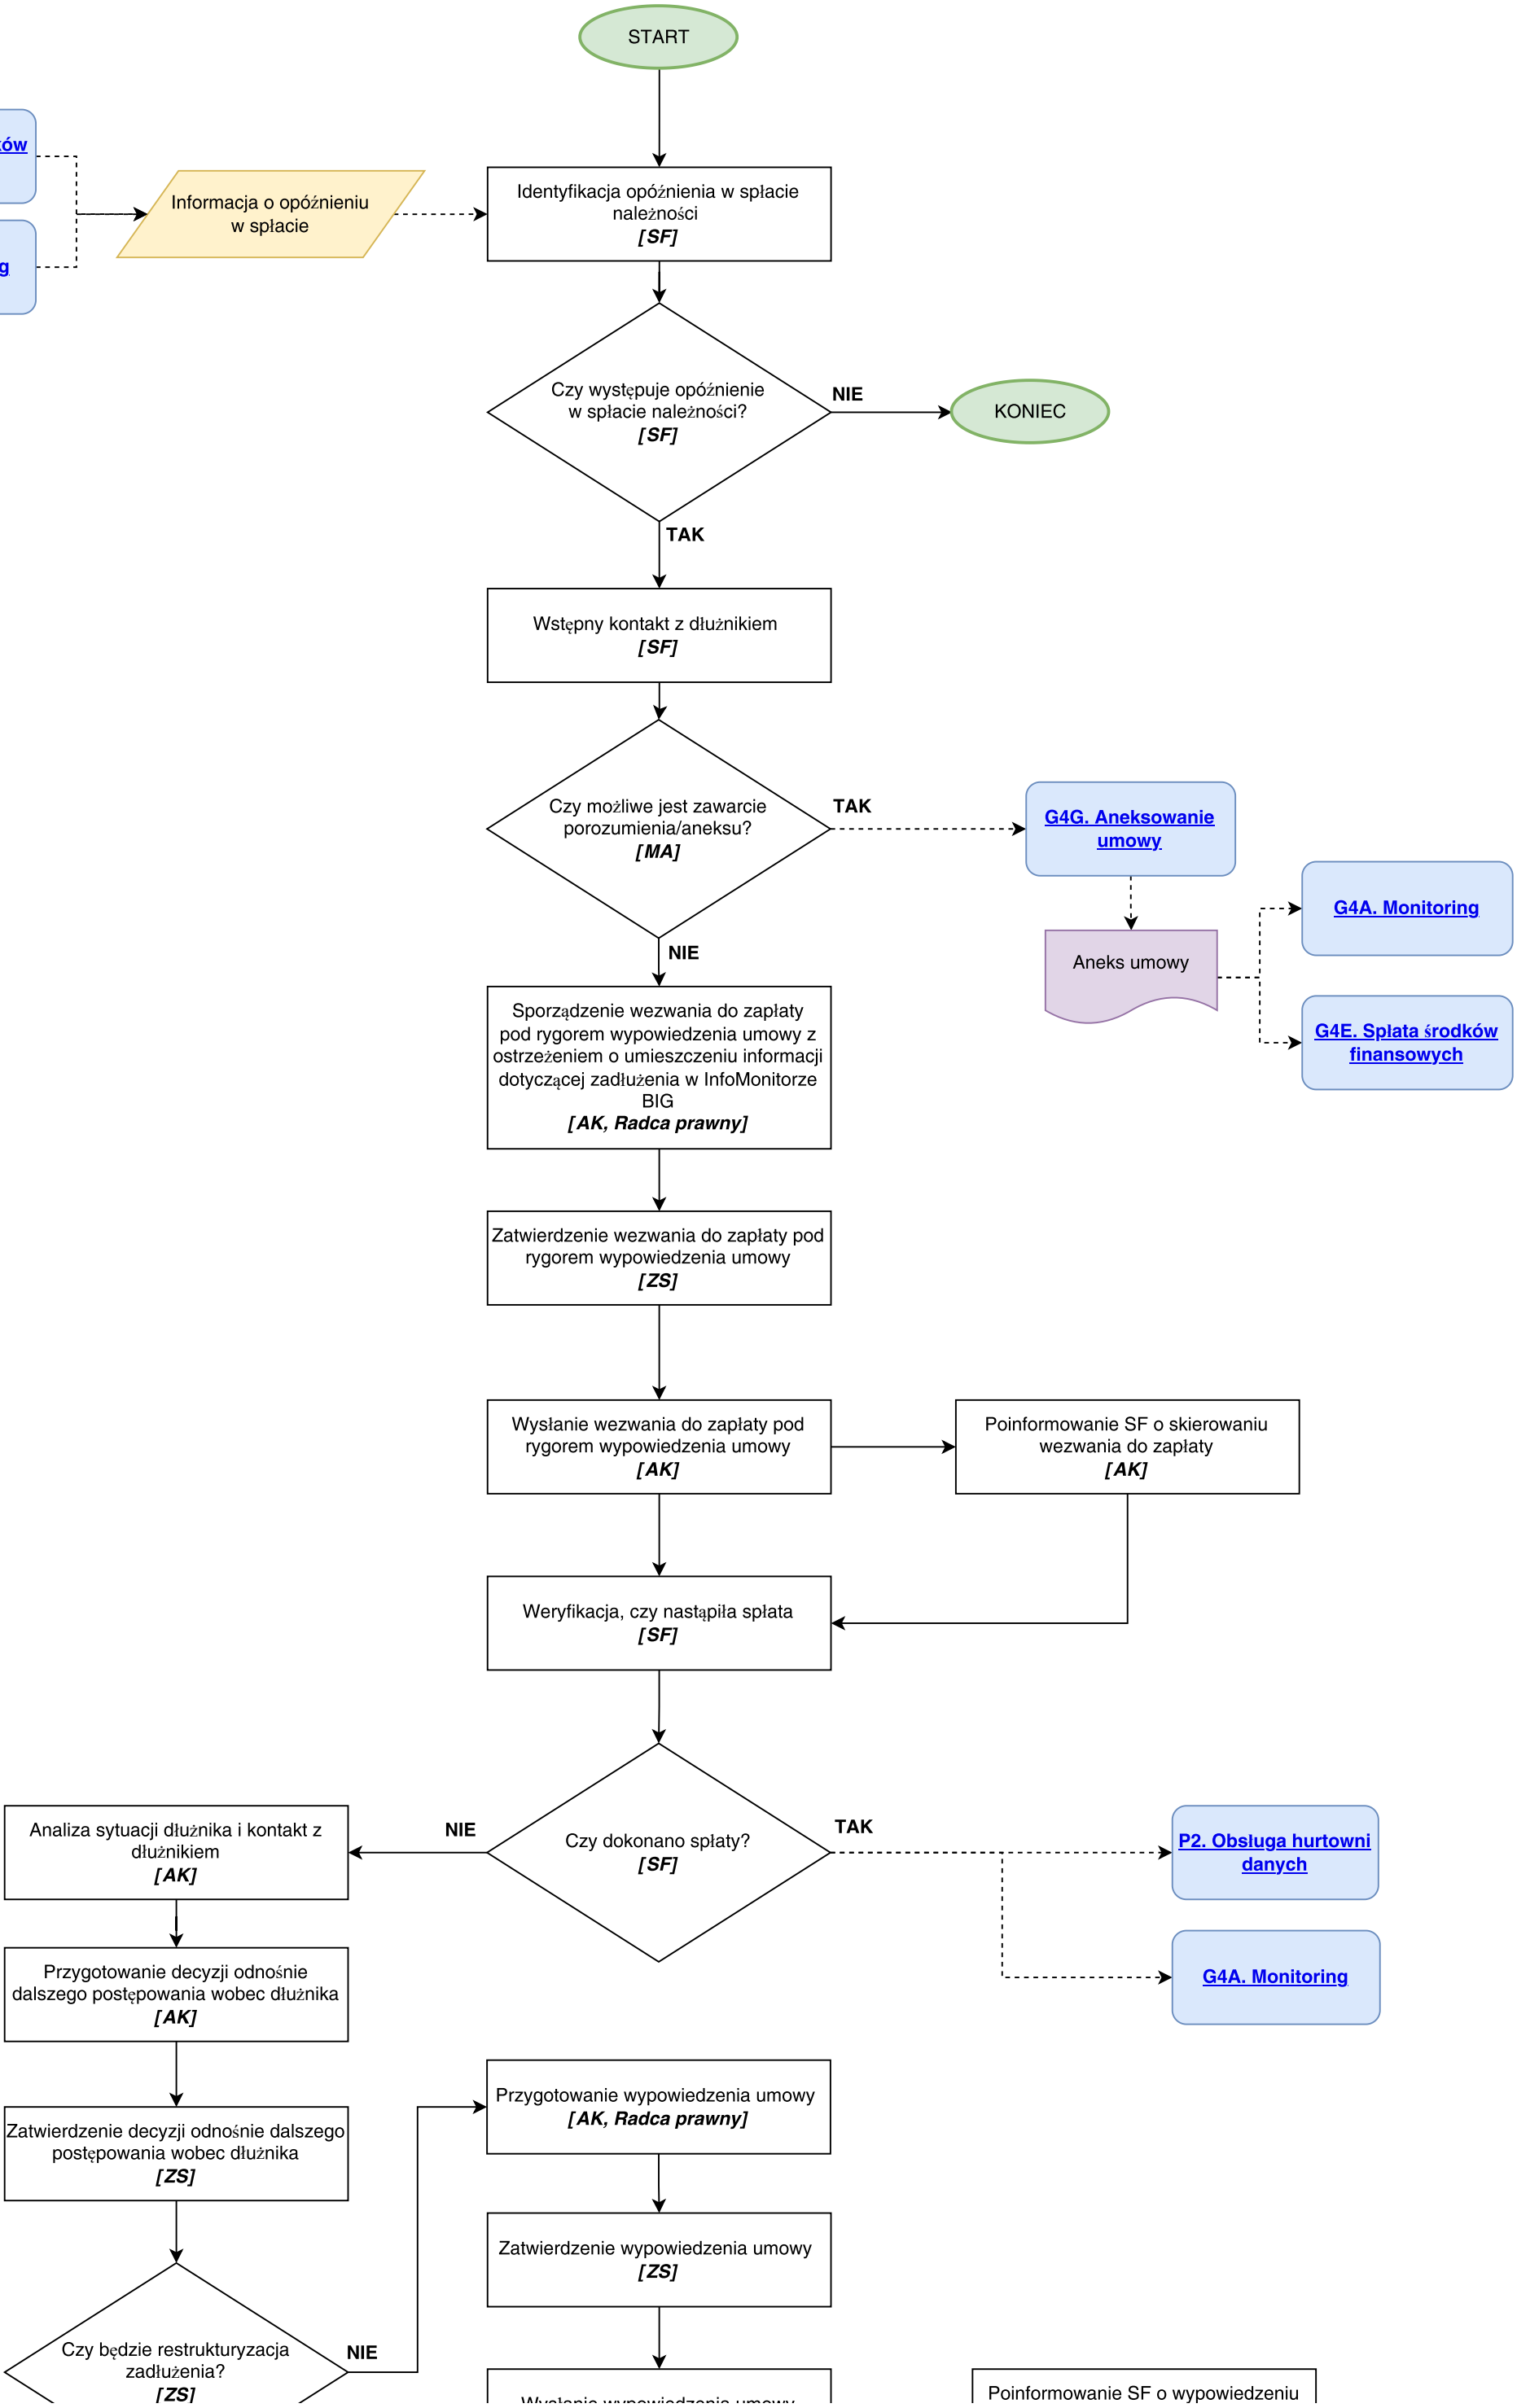 START
ków
g
Informacja o opóźnieniu
w spłacie
Identyfikacja opóźnienia w spłacie
należności
[SF]
Czy występuje opóźnienie
w spłacie należności?
[SF]
NIE
KONIEC
TAK
Wstępny kontakt z dłużnikiem
[SF]
Czy możliwe jest zawarcie
porozumienia/aneksu?
[MA]
TAK
G4G. Aneksowanie
umowy
Aneks umowy
G4A. Monitoring
G4E. Spłata środków
finansowych
NIE
Sporządzenie wezwania do zapłaty
pod rygorem wypowiedzenia umowy z
ostrzeżeniem o umieszczeniu informacji
dotyczącej zadłużenia w InfoMonitorze
BIG
[AK, Radca prawny]
Zatwierdzenie wezwania do zapłaty pod
rygorem wypowiedzenia umowy
[ZS]
Wysłanie wezwania do zapłaty pod
rygorem wypowiedzenia umowy
[AK]
Poinformowanie SF o skierowaniu
wezwania do zapłaty
[AK]
Weryfikacja, czy nastąpiła spłata
[SF]
Czy dokonano spłaty?
[SF]
TAK
P2. Obsługa hurtowni
danych
G4A. Monitoring
NIE
Analiza sytuacji dłużnika i kontakt z
dłużnikiem
[AK]
Przygotowanie decyzji odnośnie
dalszego postępowania wobec dłużnika
[AK]
Zatwierdzenie decyzji odnośnie dalszego
postępowania wobec dłużnika
[ZS]
Czy będzie restrukturyzacja
zadłużenia?
[ZS]
NIE
Przygotowanie wypowiedzenia umowy
[AK, Radca prawny]
Zatwierdzenie wypowiedzenia umowy
[ZS]
Wysłanie wypowiedzenia umowy
Poinformowanie SF o wypowiedzeniu